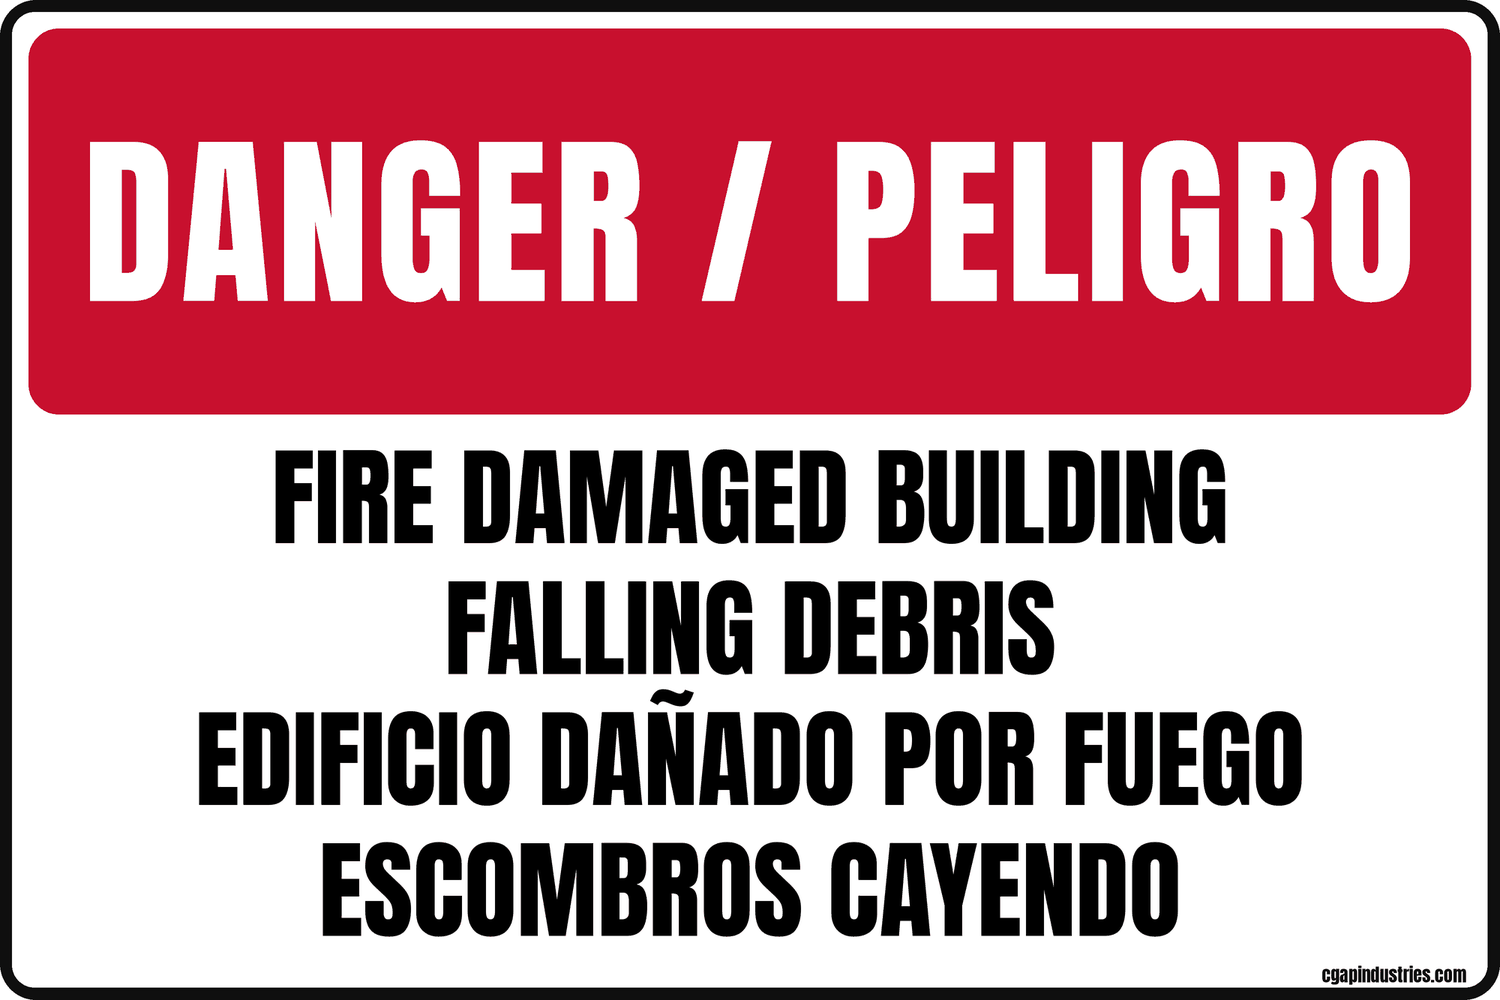 DANGER / PELIGRO
FIRE DAMAGED BUILDING
FALLING DEBRIS
EDIFICIO DAÑADO POR FUEGO
ESCOMBROS CAYENDO
cgapindustries.com